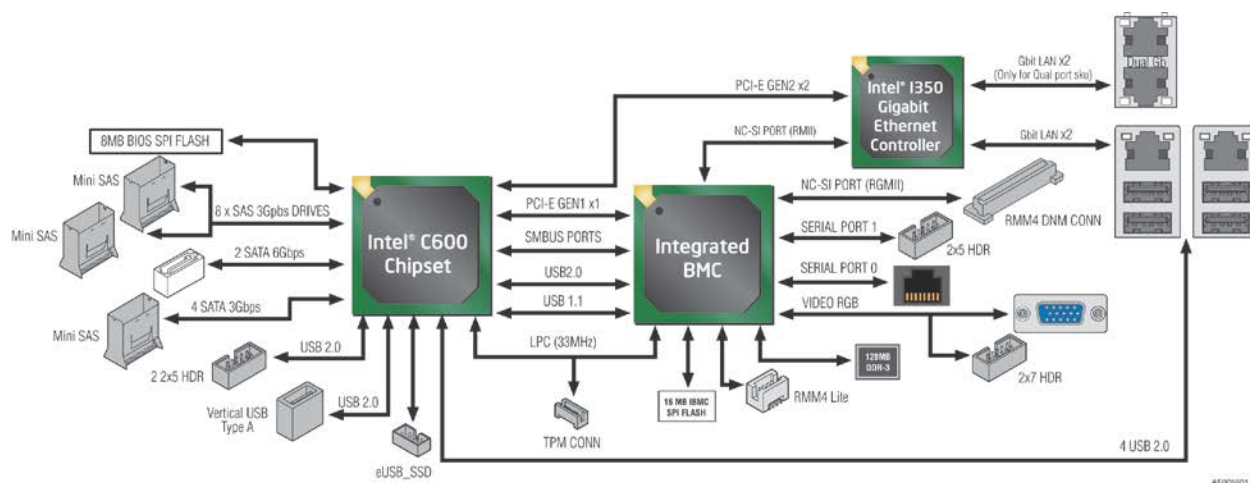 Gbit LAN x2
(Only for Qual port sku)
Dual Gb
PCI-E GEN2 x2
Intel® I350
Gigabit
Ethernet
Controller
NC-SI PORT (RMII)
Gbit LAN x2
8MB BIOS SPI FLASH
Mini SAS
8 x SAS 3Gpbs DRIVES
Mini SAS
2 SATA 6Gbps
4 SATA 3Gbps
Mini SAS
Intel® C600
Chipset
PCI-E GEN1 x1
SMBUS PORTS
USB2.0
USB 1.1
LPC (33MHz)
Integrated
BMC
NC-SI PORT (RGMII)
RMM4 DNM CONN
SERIAL PORT 1
2x5 HDR
SERIAL PORT 0
VIDEO RGB
2x7 HDR
128MB
DDR-3
RMM4 Lite
16 MB IBMC
SPI FLASH
TPM CONN
USB 2.0
2 2x5 HDR
USB 2.0
Vertical USB
Type A
eUSB_SSD
4 USB 2.0